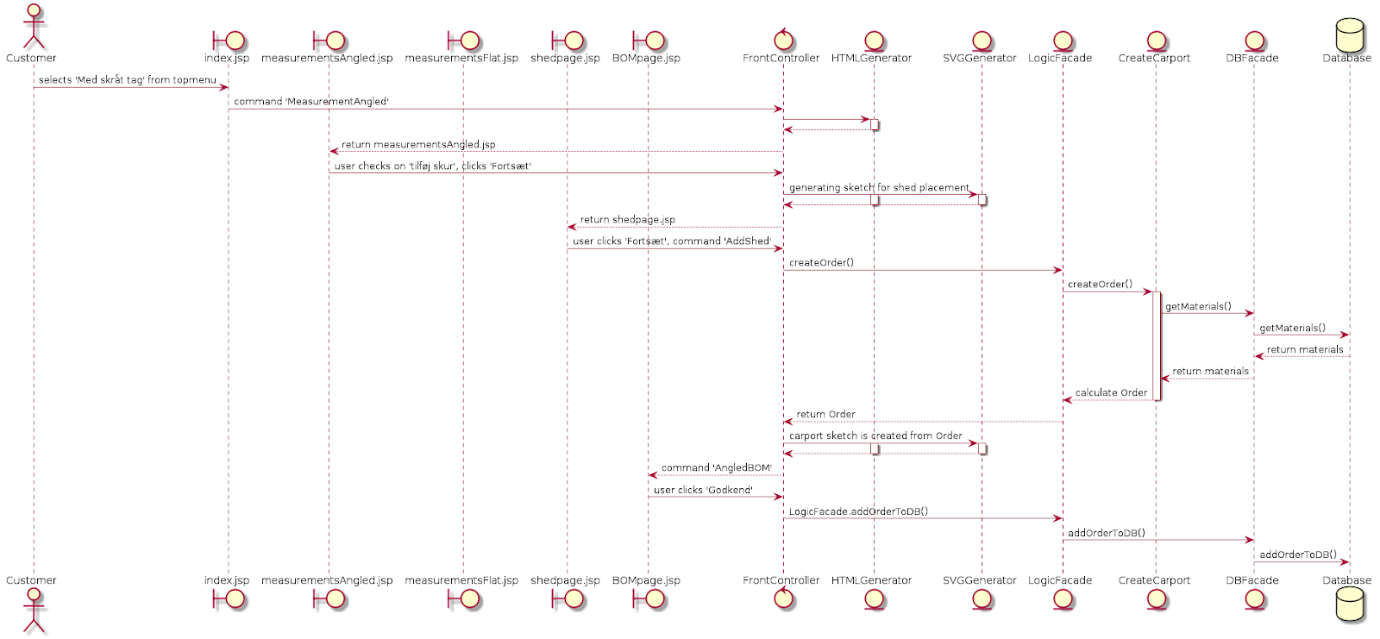 Customer index.jsp measurementsAngled.jsp measurementsFlat.jsp shedpage.jsp BOMpage.jsp FrontController HTMLGenerator SVGGenerator LogicFacade CreateCarport DBFacade Database
selects 'Med skråt tag' from topmenu
command 'MeasurementAngled'
return measurementsAngled.jsp
user checks on 'tilføj skur', clicks 'Fortsæt'
generating sketch for shed placement
return shedpage.jsp
user clicks 'Fortsæt', command 'AddShed'
createOrder()
createOrder()
getMaterials()
getMaterials()
return materials
return materials
calculate Order
return Order
carport sketch is created from Order
command 'AngledBOM'
user clicks 'Godkend'
LogicFacade.addOrderToDB()
addOrderToDB()
addOrderToDB()
Customer index.jsp measurementsAngled.jsp measurementsFlat.jsp shedpage.jsp BOMpage.jsp FrontController HTMLGenerator SVGGenerator LogicFacade CreateCarport DBFacade Database